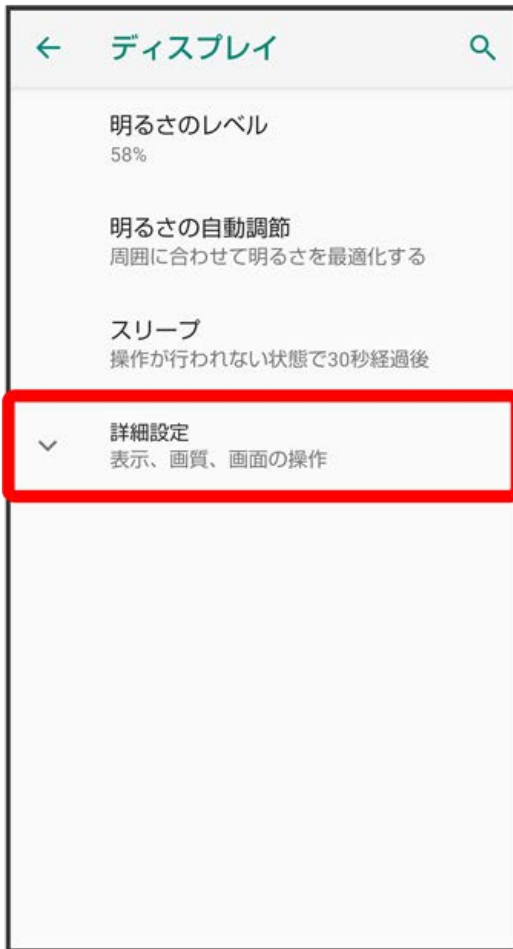 ディスプレイ
明るさのレベル
58%
明るさの自動調節
周囲に合わせて明るさを最適化する
スリープ
操作が行われない状態で30秒経過後
詳細設定
表示、画質、画面の操作